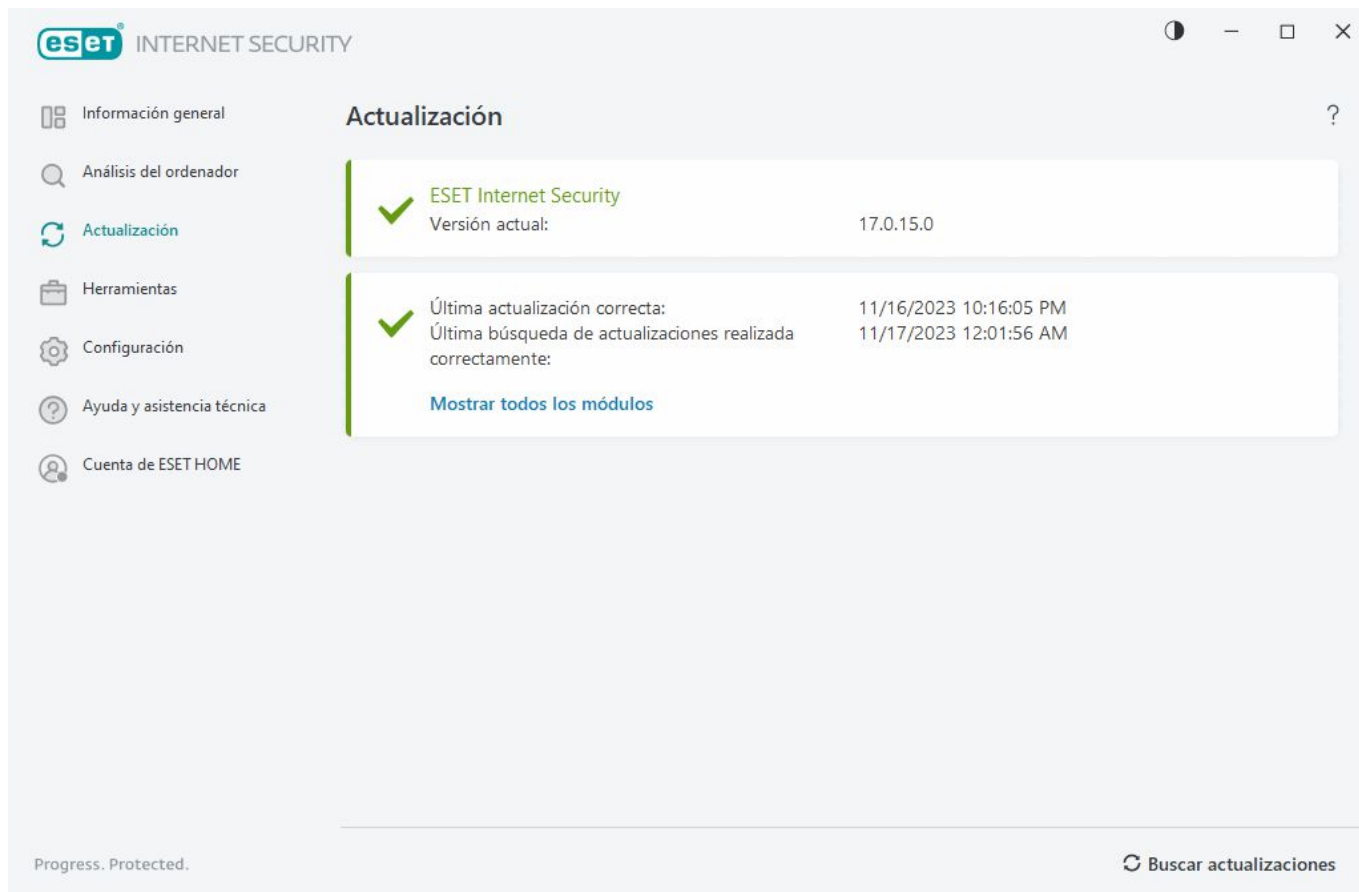 eset INTERNET SECURITY
Información general
Análisis del ordenador
Actualización
Herramientas
Configuración
Ayuda y asistencia técnica
Cuenta de ESET HOME
Actualización
?
ESET Internet Security
Versión actual: 17.0.15.0
Última actualización correcta: 11/16/2023 10:16:05 PM
Última búsqueda de actualizaciones realizada 11/17/2023 12:01:56 AM
correctamente:
Mostrar todos los módulos
Progress. Protected.
Buscar actualizaciones